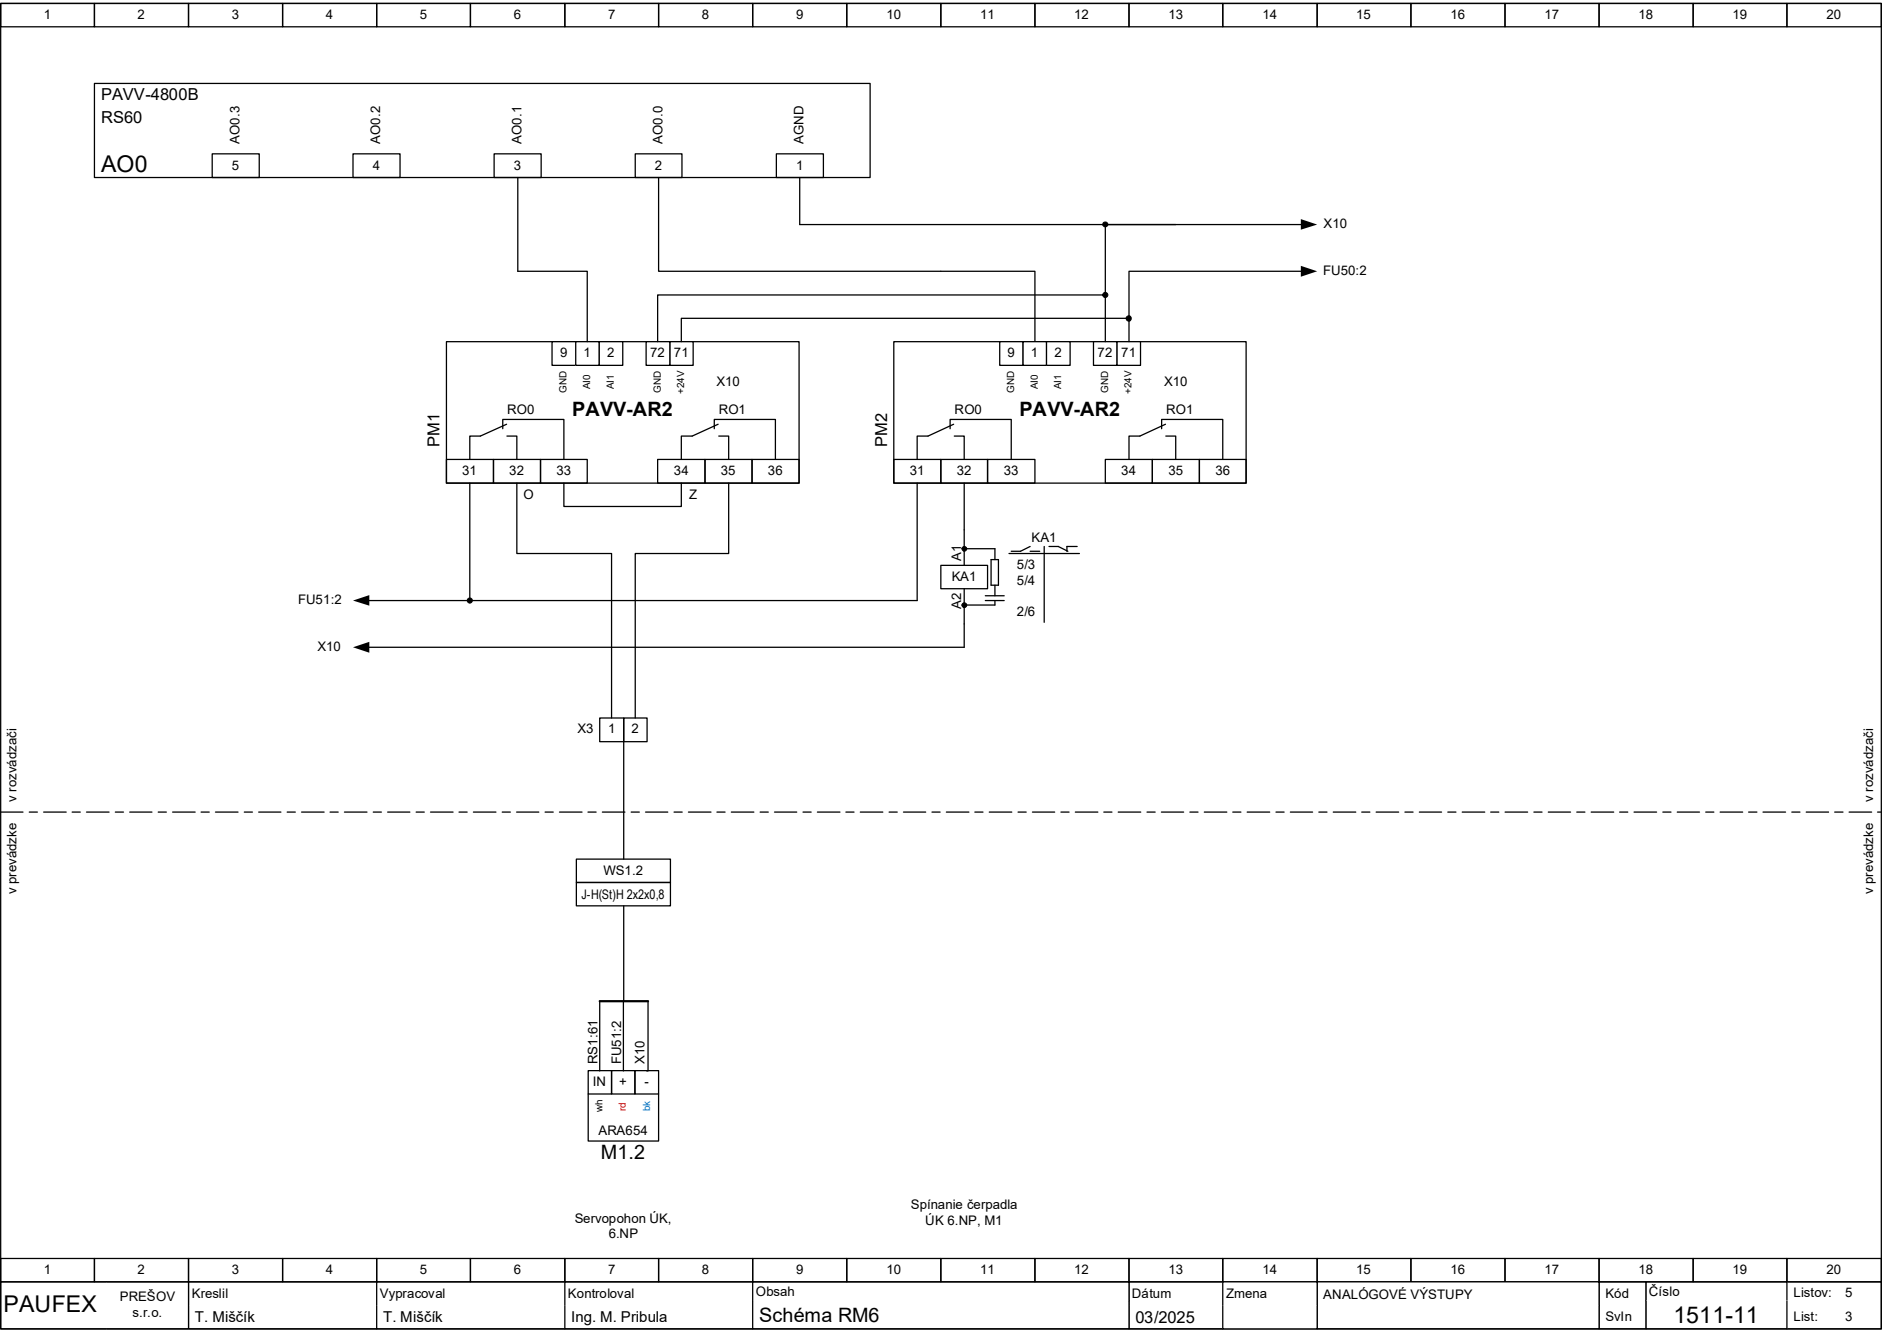 1 2 3 4 5 6 7 8 9 10 11 12 13 14 15 16 17 18 19 20
PAVV-4800B
RS60
AO0
AO0.3 AO0.2 AO0.1 AO0.0 AGND
5 4 3 2 1
X10
FU50:2
PM1
9 1 2 72 71
GND AI0 AI1 GND +24V
X10
PAVV-AR2
RO0 RO1
31 32 33 34 35 36
O Z
PM2
9 1 2 72 71
GND AI0 AI1 GND +24V
X10
PAVV-AR2
RO0 RO1
31 32 33 34 35 36
A1
KA1
A2
KA1
5/3
5/4
2/6
FU51:2
X10
X3 1 2
v rozvádzači
v rozvádzači
v prevádzke
v prevádzke
WS1.2
J-H(St)H 2x2x0,8
RS1:61 FU51:2 X10
IN + -
wh rd bk
ARA654
M1.2
Servopohon ÚK,
6.NP
Spínanie čerpadla
ÚK 6.NP, M1
1 2 3 4 5 6 7 8 9 10 11 12 13 14 15 16 17 18 19 20
PAUFEX
PREŠOV
s.r.o.
Kreslil
T. Miščík
Vypracoval
T. Miščík
Kontroloval
Ing. M. Pribula
Obsah
Schéma RM6
Dátum
03/2025
Zmena
ANALÓGOVÉ VÝSTUPY
Kód
Svln
Číslo
1511-11
Listov: 5
List: 3